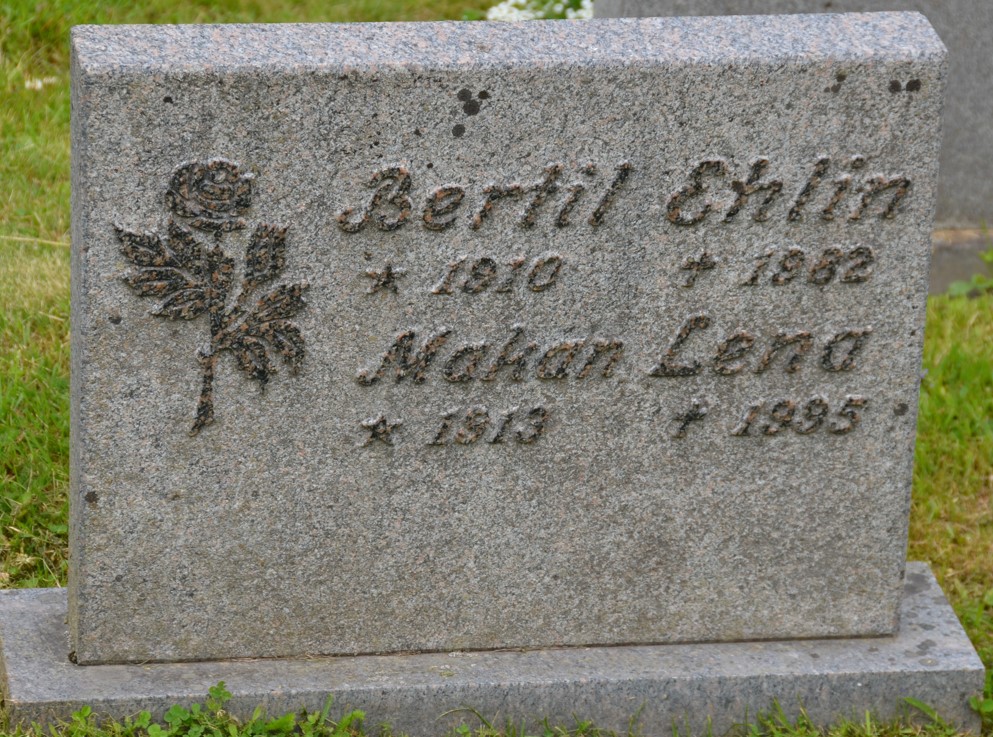 Bertil Ehlin
★ 1910 ✝ 1982
Makan Lena
★ 1913 ✝ 1995